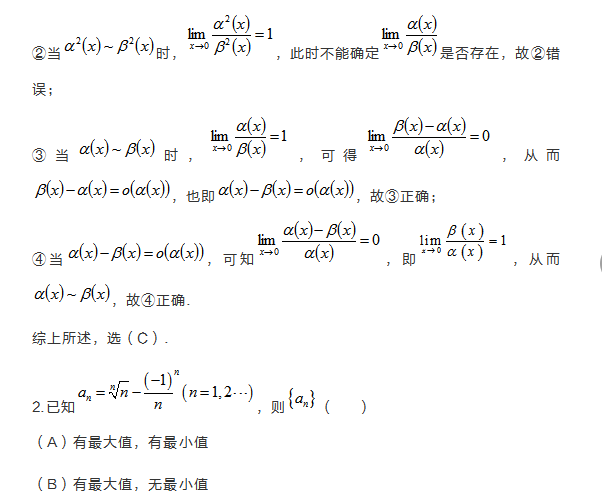 ②当 α²(x) ~ β²(x) 时, lim_{x→0} α²(x)/β²(x) = 1 , 此时不能确定 lim_{x→0} α(x)/β(x) 是否存在，故②错
误；
③ 当 α(x) ~ β(x) 时 , lim_{x→0} α(x)/β(x) = 1 , 可 得 lim_{x→0} (β(x)−α(x))/α(x) = 0 , 从 而
β(x)−α(x)=o(α(x)), 也即 α(x)−β(x)=o(α(x)), 故③正确；
④当 α(x)−β(x)=o(α(x)), 可知 lim_{x→0} (α(x)−β(x))/α(x) = 0 , 即 lim_{x→0} β(x)/α(x) = 1 , 从而
α(x) ~ β(x), 故④正确.
综上所述，选（C）.
2.已知 aₙ = ⁿ√n − (−1)ⁿ/n (n=1,2⋯) , 则 {aₙ} （ ）
（A）有最大值，有最小值
（B）有最大值，无最小值